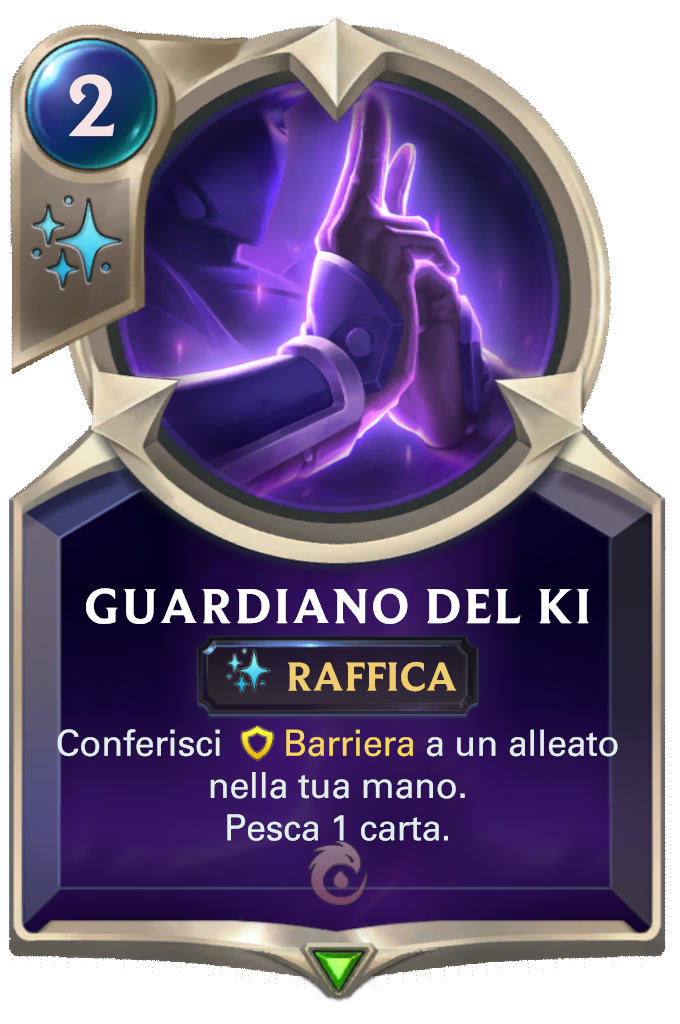 2
GUARDIANO DEL KI
RAFFICA
Conferisci Barriera a un alleato
nella tua mano.
Pesca 1 carta.